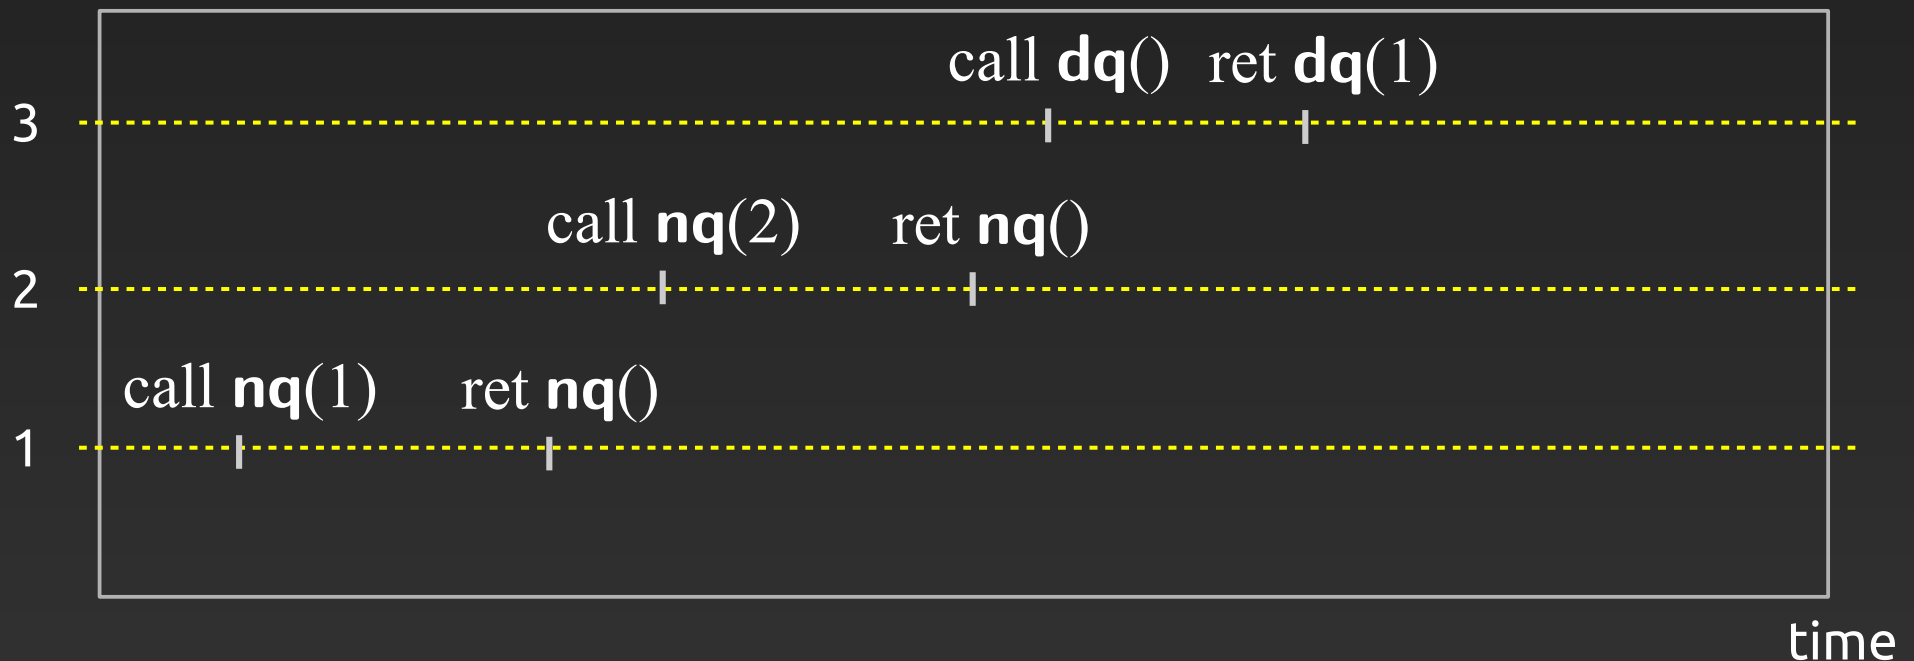 call dq() ret dq(1)
3
call nq(2) ret nq()
2
call nq(1) ret nq()
1
time